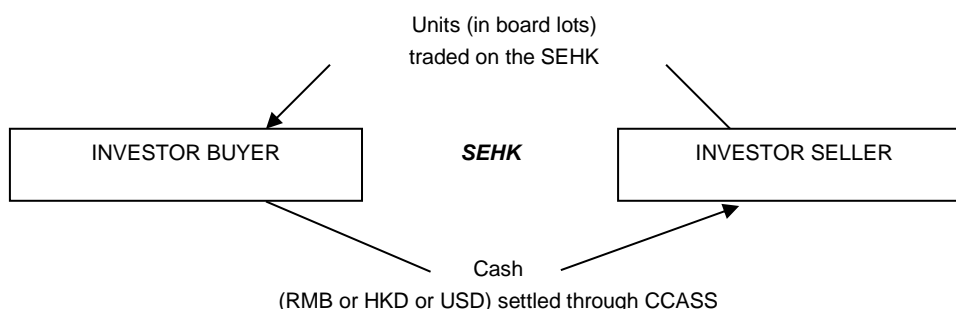 Units (in board lots)
traded on the SEHK
INVESTOR BUYER
SEHK
INVESTOR SELLER
Cash
(RMB or HKD or USD) settled through CCASS